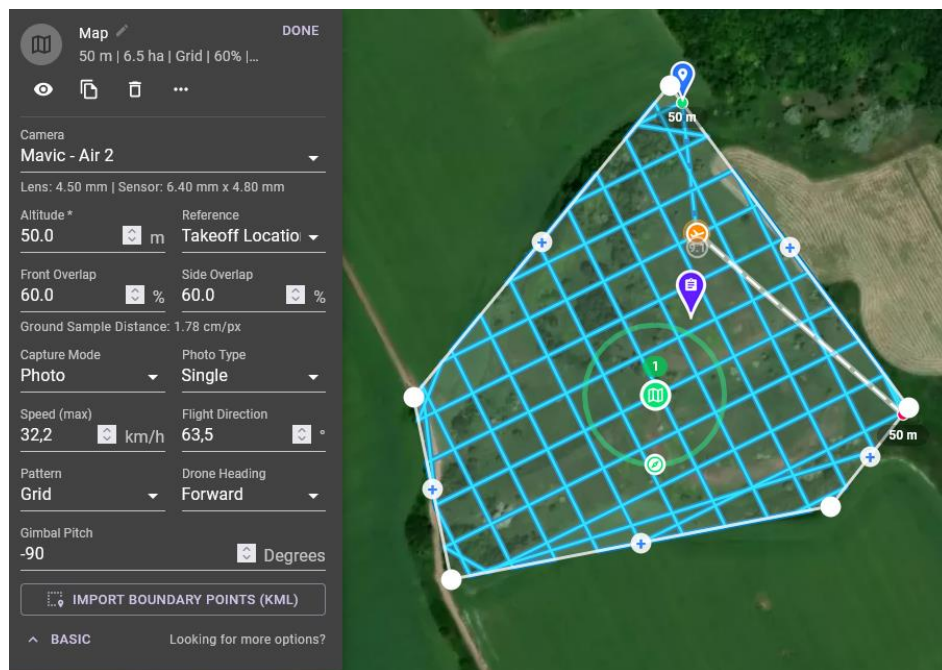 Map
DONE
50 m | 6.5 ha | Grid | 60% |...
Camera
Mavic - Air 2
Lens: 4.50 mm | Sensor: 6.40 mm x 4.80 mm
Altitude * Reference
50.0 m Takeoff Locatio
Front Overlap Side Overlap
60.0 % 60.0 %
Ground Sample Distance: 1.78 cm/px
Capture Mode Photo Type
Photo Single
Speed (max) Flight Direction
32,2 km/h 63,5 °
Pattern Drone Heading
Grid Forward
Gimbal Pitch
-90 Degrees
IMPORT BOUNDARY POINTS (KML)
BASIC Looking for more options?
50 m
1
50 m